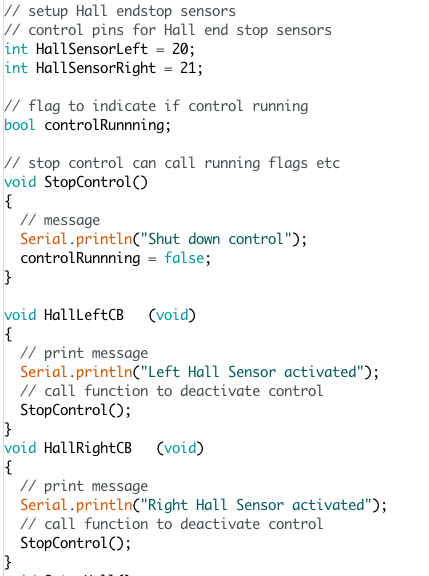 // setup Hall endstop sensors
// control pins for Hall end stop sensors
int HallSensorLeft = 20;
int HallSensorRight = 21;
// flag to indicate if control running
bool controlRunnning;
// stop control can call running flags etc
void StopControl()
{
// message
Serial.println("Shut down control");
controlRunnning = false;
}
void HallLeftCB   (void)
{
// print message
Serial.println("Left Hall Sensor activated");
// call function to deactivate control
StopControl();
}
void HallRightCB   (void)
{
// print message
Serial.println("Right Hall Sensor activated");
// call function to deactivate control
StopControl();
}